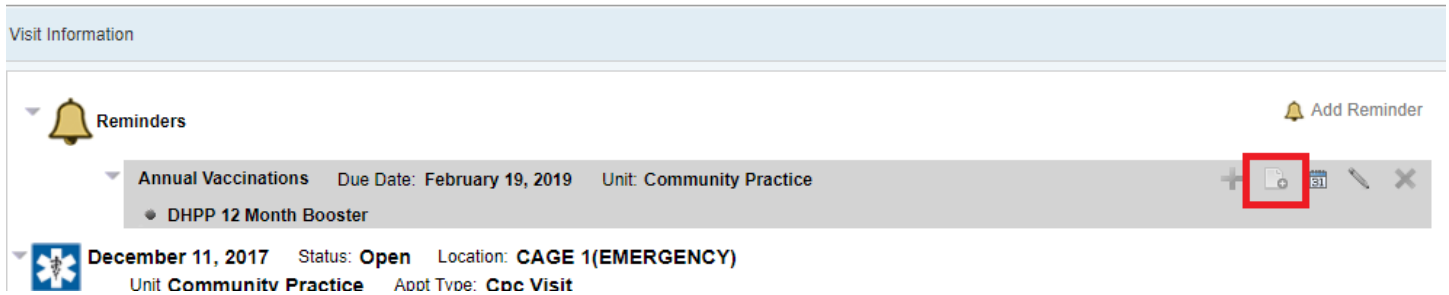 Visit Information
Reminders
Add Reminder
Annual Vaccinations Due Date: February 19, 2019 Unit: Community Practice
31
DHPP 12 Month Booster
December 11, 2017 Status: Open Location: CAGE 1(EMERGENCY)
Unit Community Practice Appt Type: Cpc Visit